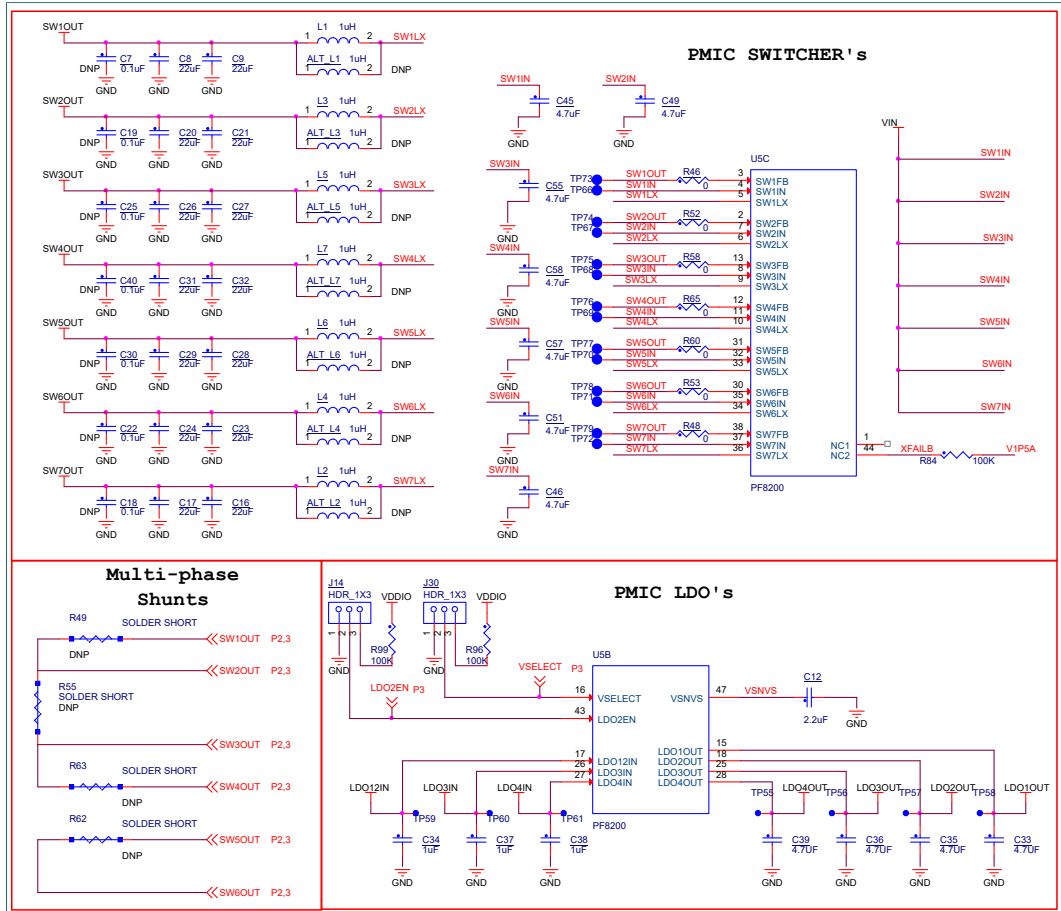 PMIC SWITCHER's
SW1OUT
L1 1uH
1 2 SW1LX
C7 C8 C9
DNP 0.1uF 22uF 22uF
ALT_L1 1uH
1 2 DNP
GND GND GND
SW2OUT
L3 1uH
1 2 SW2LX
C19 C20 C21
DNP 0.1uF 22uF 22uF
ALT_L3 1uH
1 2 DNP
GND GND GND
SW3OUT
L5 1uH
1 2 SW3LX
C25 C26 C27
DNP 0.1uF 22uF 22uF
ALT_L5 1uH
1 2 DNP
GND GND GND
SW4OUT
L7 1uH
1 2 SW4LX
C40 C31 C32
DNP 0.1uF 22uF 22uF
ALT_L7 1uH
1 2 DNP
GND GND GND
SW5OUT
L6 1uH
1 2 SW5LX
C30 C29 C28
DNP 0.1uF 22uF 22uF
ALT_L6 1uH
1 2 DNP
GND GND GND
SW6OUT
L4 1uH
1 2 SW6LX
C22 C24 C23
DNP 0.1uF 22uF 22uF
ALT_L4 1uH
1 2 DNP
GND GND GND
SW7OUT
L2 1uH
1 2 SW7LX
C18 C17 C16
DNP 0.1uF 22uF 22uF
ALT_L2 1uH
1 2 DNP
GND GND GND
SW1IN
C45
4.7uF
GND
SW2IN
C49
4.7uF
GND
SW3IN
C55
4.7uF
GND
SW4IN
C58
4.7uF
GND
SW5IN
C57
4.7uF
GND
SW6IN
C51
4.7uF
GND
SW7IN
C46
4.7uF
GND
U5C
TP73 SW1OUT R46 0 3 SW1FB
TP66 SW1IN 4 SW1IN
SW1LX 5 SW1LX
TP74 SW2OUT R52 0 2 SW2FB
TP67 SW2IN 7 SW2IN
SW2LX 6 SW2LX
TP75 SW3OUT R58 0 13 SW3FB
TP68 SW3IN 8 SW3IN
SW3LX 9 SW3LX
TP76 SW4OUT R65 0 12 SW4FB
TP69 SW4IN 11 SW4IN
SW4LX 10 SW4LX
TP77 SW5OUT R60 0 31 SW5FB
TP70 SW5IN 32 SW5IN
SW5LX 33 SW5LX
TP78 SW6OUT R53 0 30 SW6FB
TP71 SW6IN 35 SW6IN
SW6LX 34 SW6LX
TP79 SW7OUT R48 0 38 SW7FB
TP72 SW7IN 37 SW7IN
SW7LX 36 SW7LX
NC1 1
NC2 44 XFAILB R84 100K V1P5A
PF8200
VIN
SW1IN
SW2IN
SW3IN
SW4IN
SW5IN
SW6IN
SW7IN
Multi-phase
Shunts
R49 SOLDER SHORT
SW1OUT P2,3
DNP
SW2OUT P2,3
R55
SOLDER SHORT
DNP
SW3OUT P2,3
R63 SOLDER SHORT
SW4OUT P2,3
DNP
R62 SOLDER SHORT
SW5OUT P2,3
DNP
SW6OUT P2,3
PMIC LDO's
J14
HDR_1X3
VDDIO
1 2 3
R99
100K
GND
J30
HDR_1X3
VDDIO
1 2 3
R96
100K
GND
LDO2EN P3
VSELECT P3
U5B
16 VSELECT
43 LDO2EN
17 LDO12IN
26 LDO3IN
27 LDO4IN
VSNVS 47 VSNVS
C12
2.2uF
GND
LDO1OUT 15
LDO2OUT 18
LDO3OUT 25
LDO4OUT 28
PF8200
LDO12IN LDO3IN LDO4IN
TP59 TP60 TP61
C34 C37 C38
1uF 1uF 1uF
GND GND GND
TP55 LDO4OUT TP56 LDO3OUT TP57 LDO2OUT TP58 LDO1OUT
C39 C36 C35 C33
4.7UF 4.7UF 4.7UF 4.7UF
GND GND GND GND